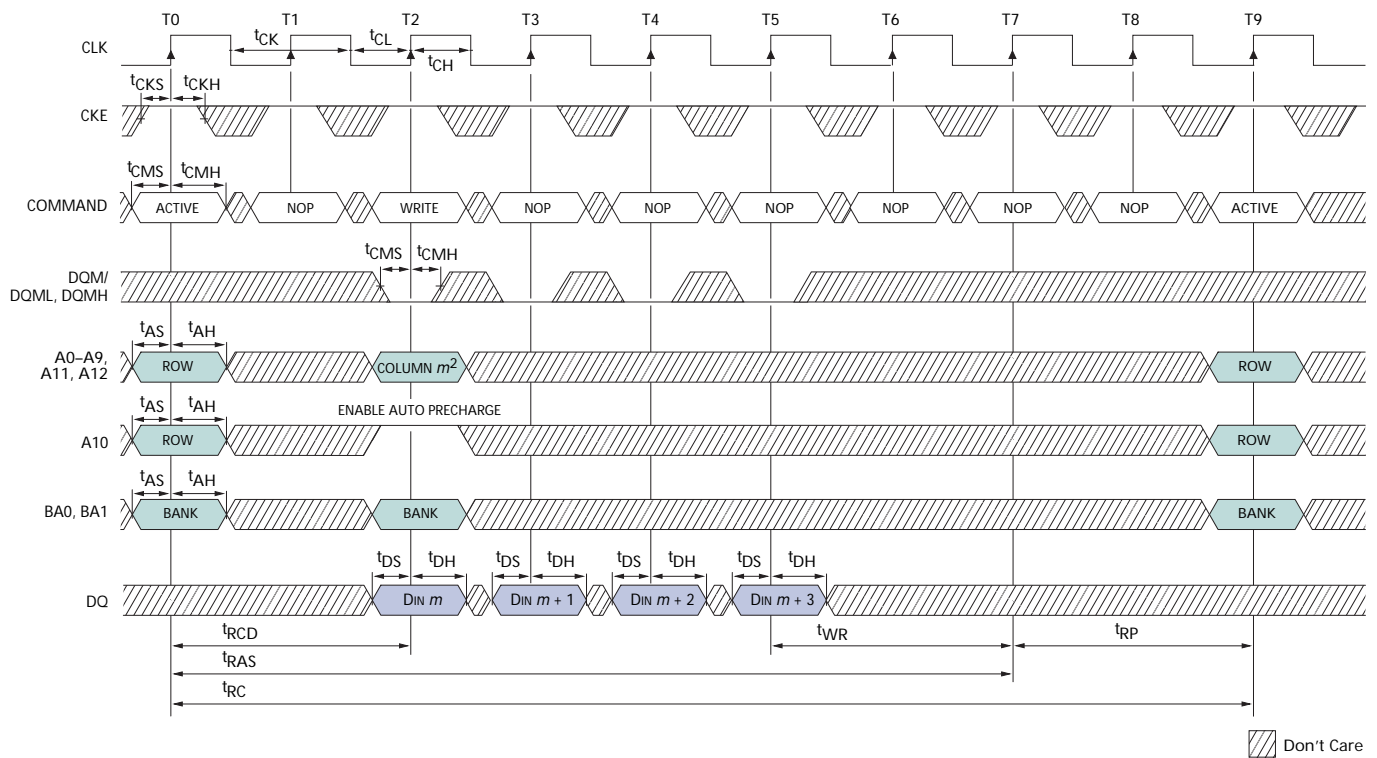 T0 T1 T2 T3 T4 T5 T6 T7 T8 T9
CLK
tCK tCL
tCH
tCKS tCKH
CKE
tCMS tCMH
COMMAND ACTIVE NOP WRITE NOP NOP NOP NOP NOP NOP ACTIVE
tCMS tCMH
DQM/
DQML, DQMH
tAS tAH
A0–A9,
A11, A12
ROW COLUMN m2 ROW
tAS tAH
ENABLE AUTO PRECHARGE
A10 ROW ROW
tAS tAH
BA0, BA1 BANK BANK BANK
tDS tDH tDS tDH tDS tDH tDS tDH
DQ DIN m DIN m + 1 DIN m + 2 DIN m + 3
tRCD tWR tRP
tRAS
tRC
Don't Care